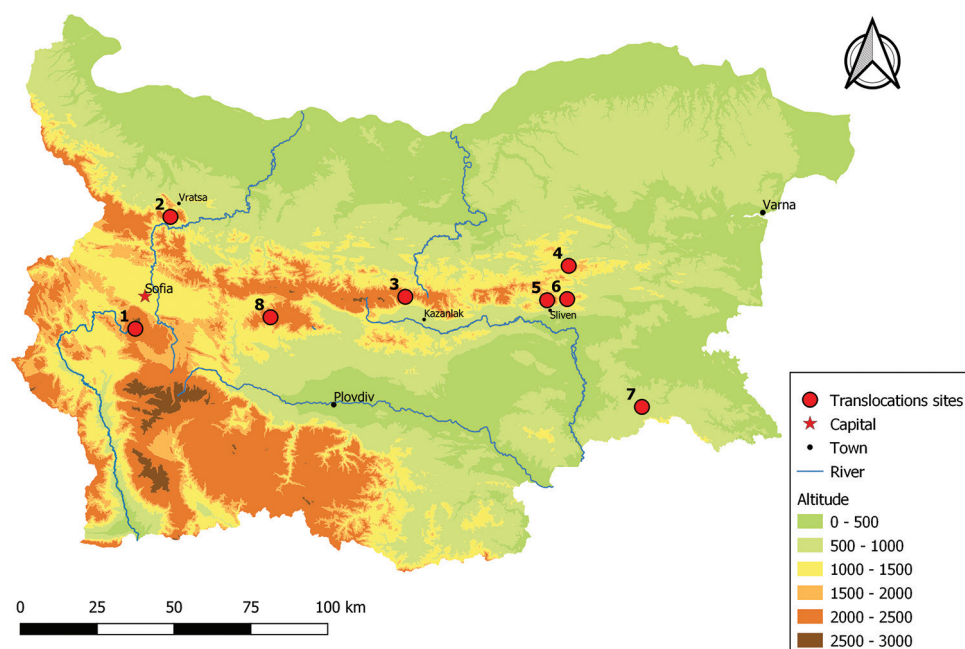 Vratsa
2
Varna
4
Sofia
3
5
6
8
Kazanlak
Sliven
1
Plovdiv
7
Translocations sites
Capital
Town
River
Altitude
0 - 500
500 - 1000
1000 - 1500
1500 - 2000
2000 - 2500
2500 - 3000
0 25 50 75 100 km